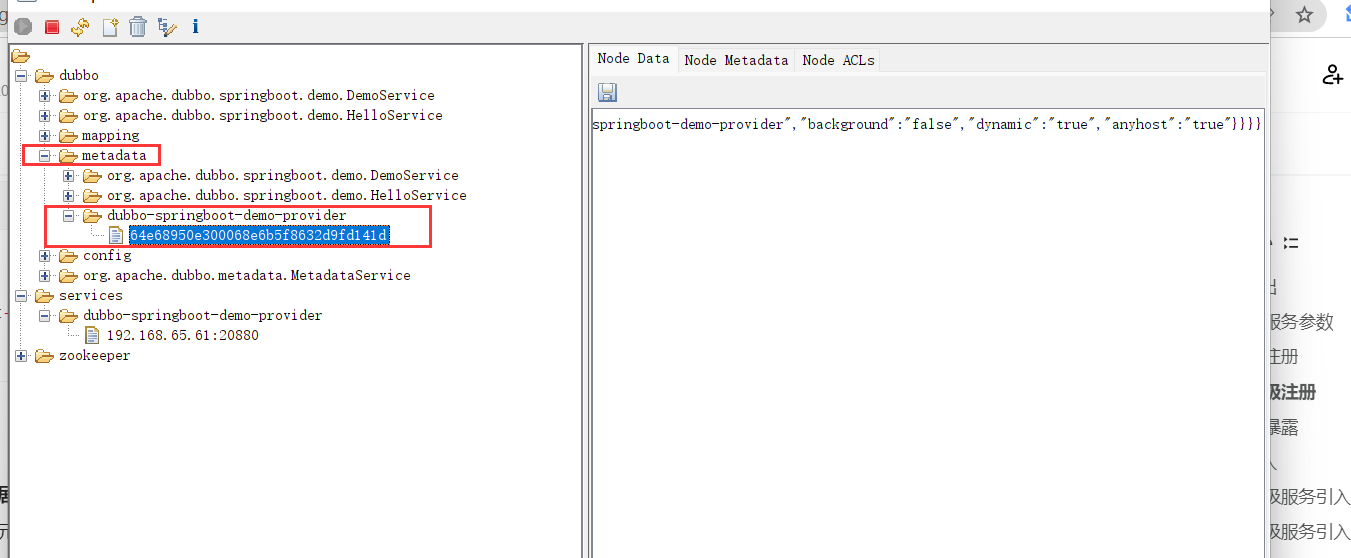 dubbo
org.apache.dubbo.springboot.demo.DemoService
org.apache.dubbo.springboot.demo.HelloService
mapping
metadata
org.apache.dubbo.springboot.demo.DemoService
org.apache.dubbo.springboot.demo.HelloService
dubbo-springboot-demo-provider
64e68950e300068e6b5f8632d9fd141d
config
org.apache.dubbo.metadata.MetadataService
services
dubbo-springboot-demo-provider
192.168.65.61:20880
zookeeper
Node Data
Node Metadata
Node ACLs
springboot-demo-provider","background":"false","dynamic":"true","anyhost":"true"}}}}
服务参数
注册
级注册
暴露
级服务引入
级服务引入